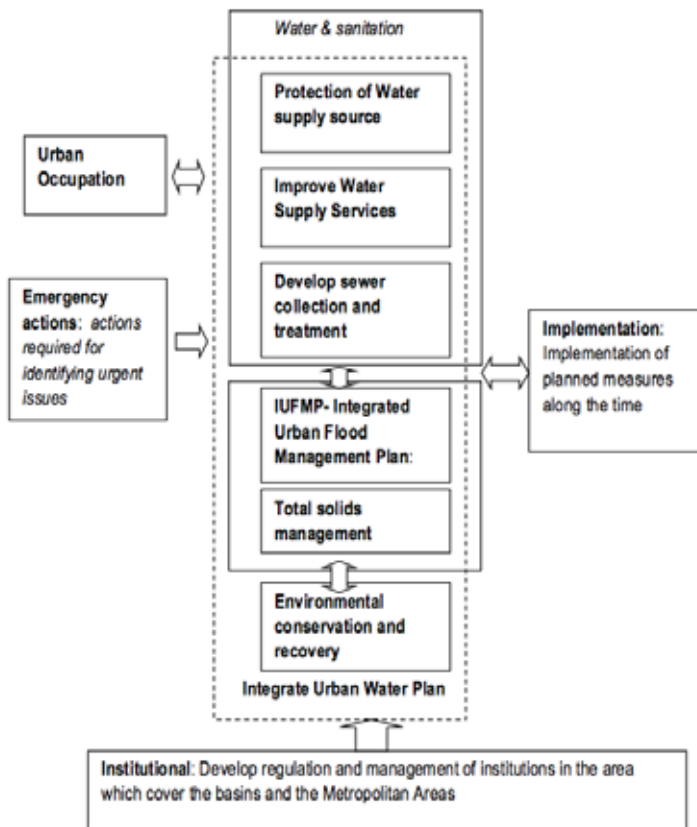 Water & sanitation
Protection of Water
supply source
Urban
Occupation
Improve Water
Supply Services
Emergency
actions: actions
required for
identifying urgent
issues
Develop sewer
collection and
treatment
Implementation:
Implementation of
planned measures
along the time
IUFMP- Integrated
Urban Flood
Management Plan:
Total solids
management
Environmental
conservation and
recovery
Integrate Urban Water Plan
Institutional: Develop regulation and management of institutions in the area
which cover the basins and the Metropolitan Areas